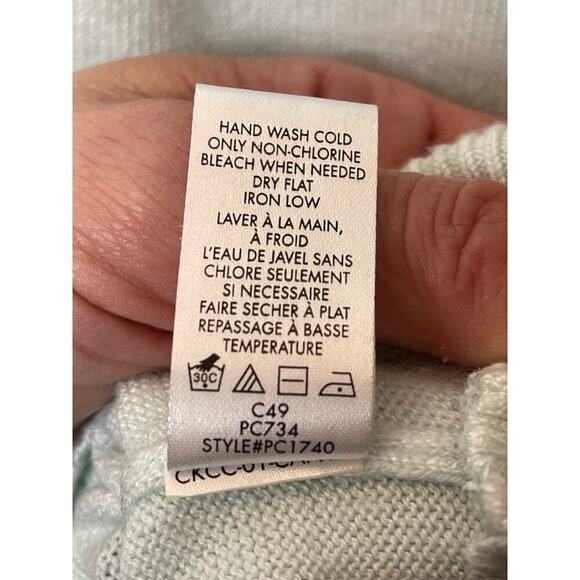 HAND WASH COLD
ONLY NON-CHLORINE
BLEACH WHEN NEEDED
DRY FLAT
IRON LOW
LAVER À LA MAIN,
À FROID
L'EAU DE JAVEL SANS
CHLORE SEULEMENT
SI NECESSAIRE
FAIRE SECHER À PLAT
REPASSAGE À BASSE
TEMPERATURE
30C
C49
PC734
STYLE#PC1740